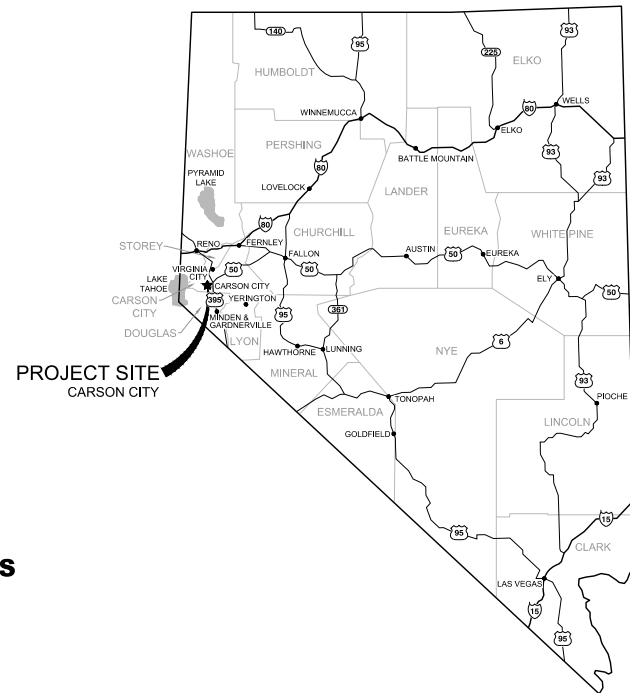 140
95
93
225
ELKO
HUMBOLDT
WELLS
80
WINNEMUCCA
ELKO
WASHOE
PERSHING
93
BATTLE MOUNTAIN
80
93
PYRAMID
LAKE
LOVELOCK
LANDER
80
CHURCHILL
EUREKA
WHITE PINE
STOREY
RENO
FERNLEY
FALLON
AUSTIN
50
EUREKA
VIRGINIA
CITY
50
50
LAKE
TAHOE
CARSON CITY
ELY
50
CARSON
CITY
395
YERINGTON
95
361
DOUGLAS
MINDEN &
GARDNERVILLE
LYON
HAWTHORNE
LUNNING
NYE
6
PROJECT SITE
CARSON CITY
MINERAL
93
ESMERALDA
TONOPAH
PIOCHE
GOLDFIELD
LINCOLN
15
95
s
CLARK
LAS VEGAS
15
95